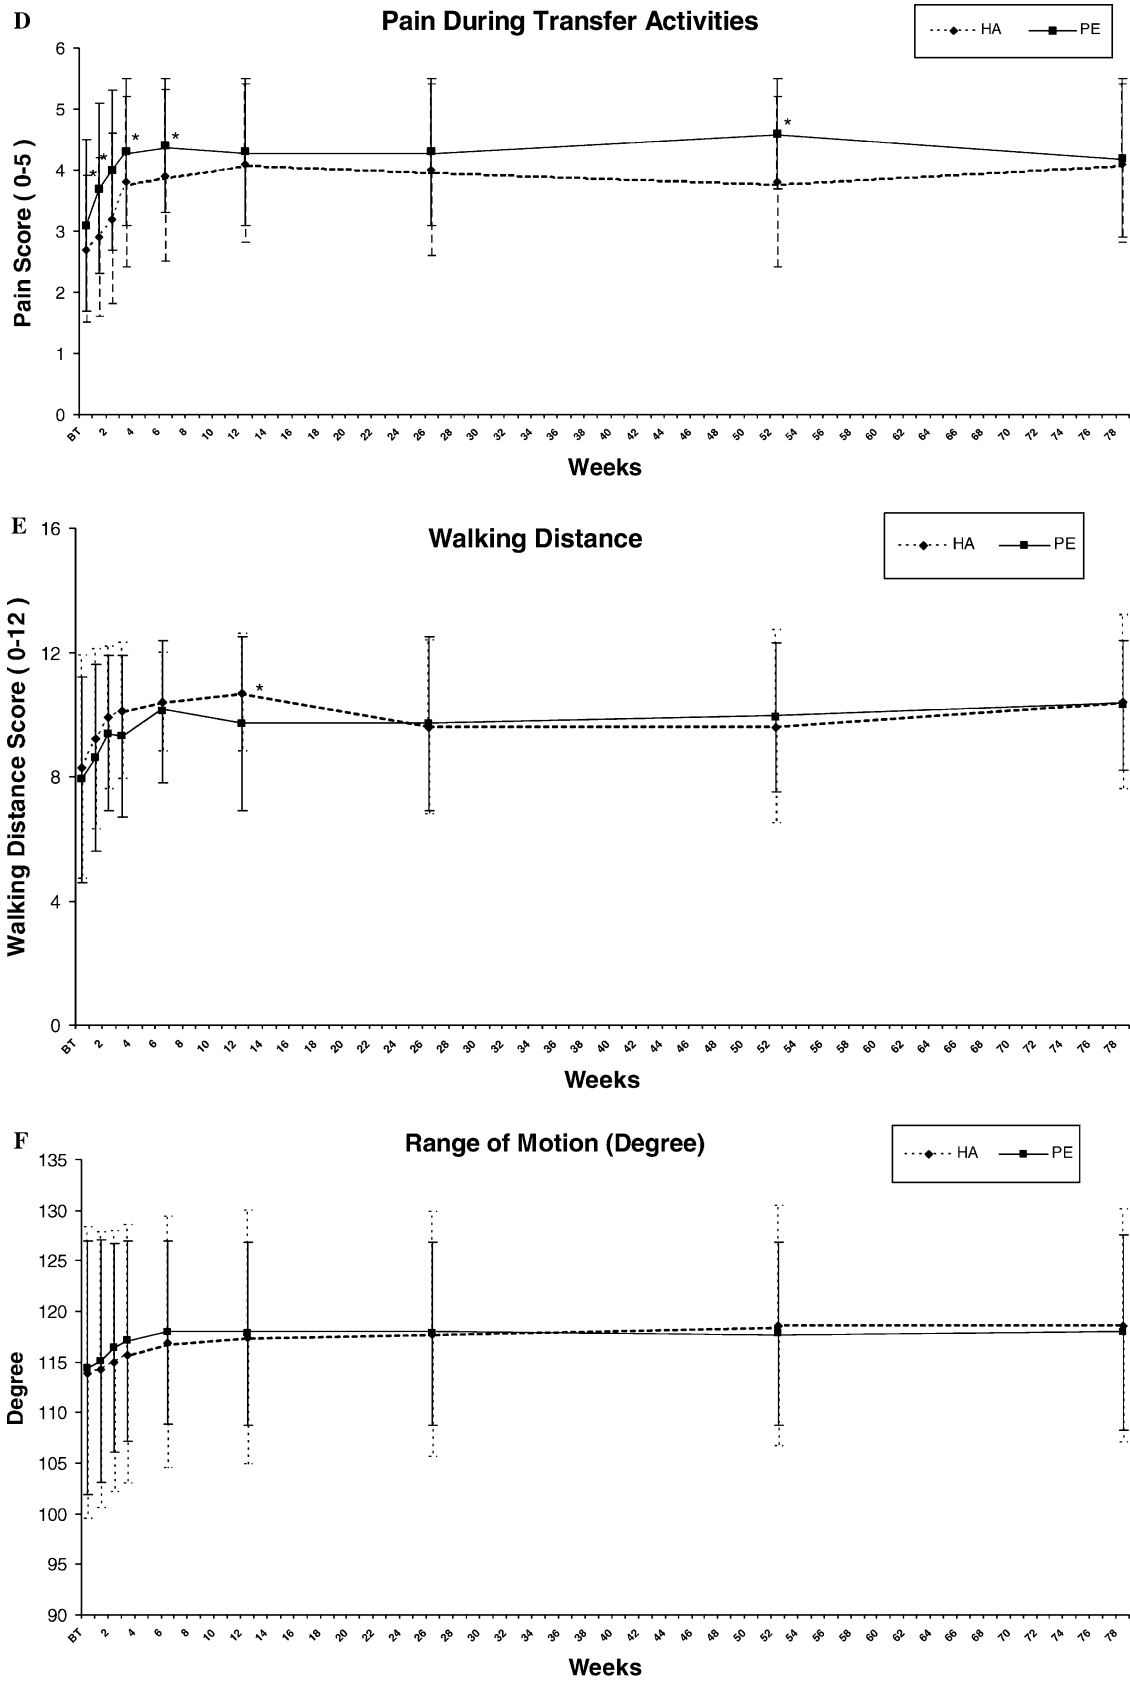 D
Pain During Transfer Activities
HA PE
Pain Score ( 0-5 )
6
5
4
3
2
1
0
* * * * *
BT 2 4 6 8 10 12 14 16 18 20 22 24 26 28 30 32 34 36 38 40 42 44 46 48 50 52 54 56 58 60 62 64 66 68 70 72 74 76 78
Weeks
E
Walking Distance
HA PE
Walking Distance Score ( 0-12 )
16
12
8
4
0
*
BT 2 4 6 8 10 12 14 16 18 20 22 24 26 28 30 32 34 36 38 40 42 44 46 48 50 52 54 56 58 60 62 64 66 68 70 72 74 76 78
Weeks
F
Range of Motion (Degree)
HA PE
Degree
135
130
125
120
115
110
105
100
95
90
BT 2 4 6 8 10 12 14 16 18 20 22 24 26 28 30 32 34 36 38 40 42 44 46 48 50 52 54 56 58 60 62 64 66 68 70 72 74 76 78
Weeks